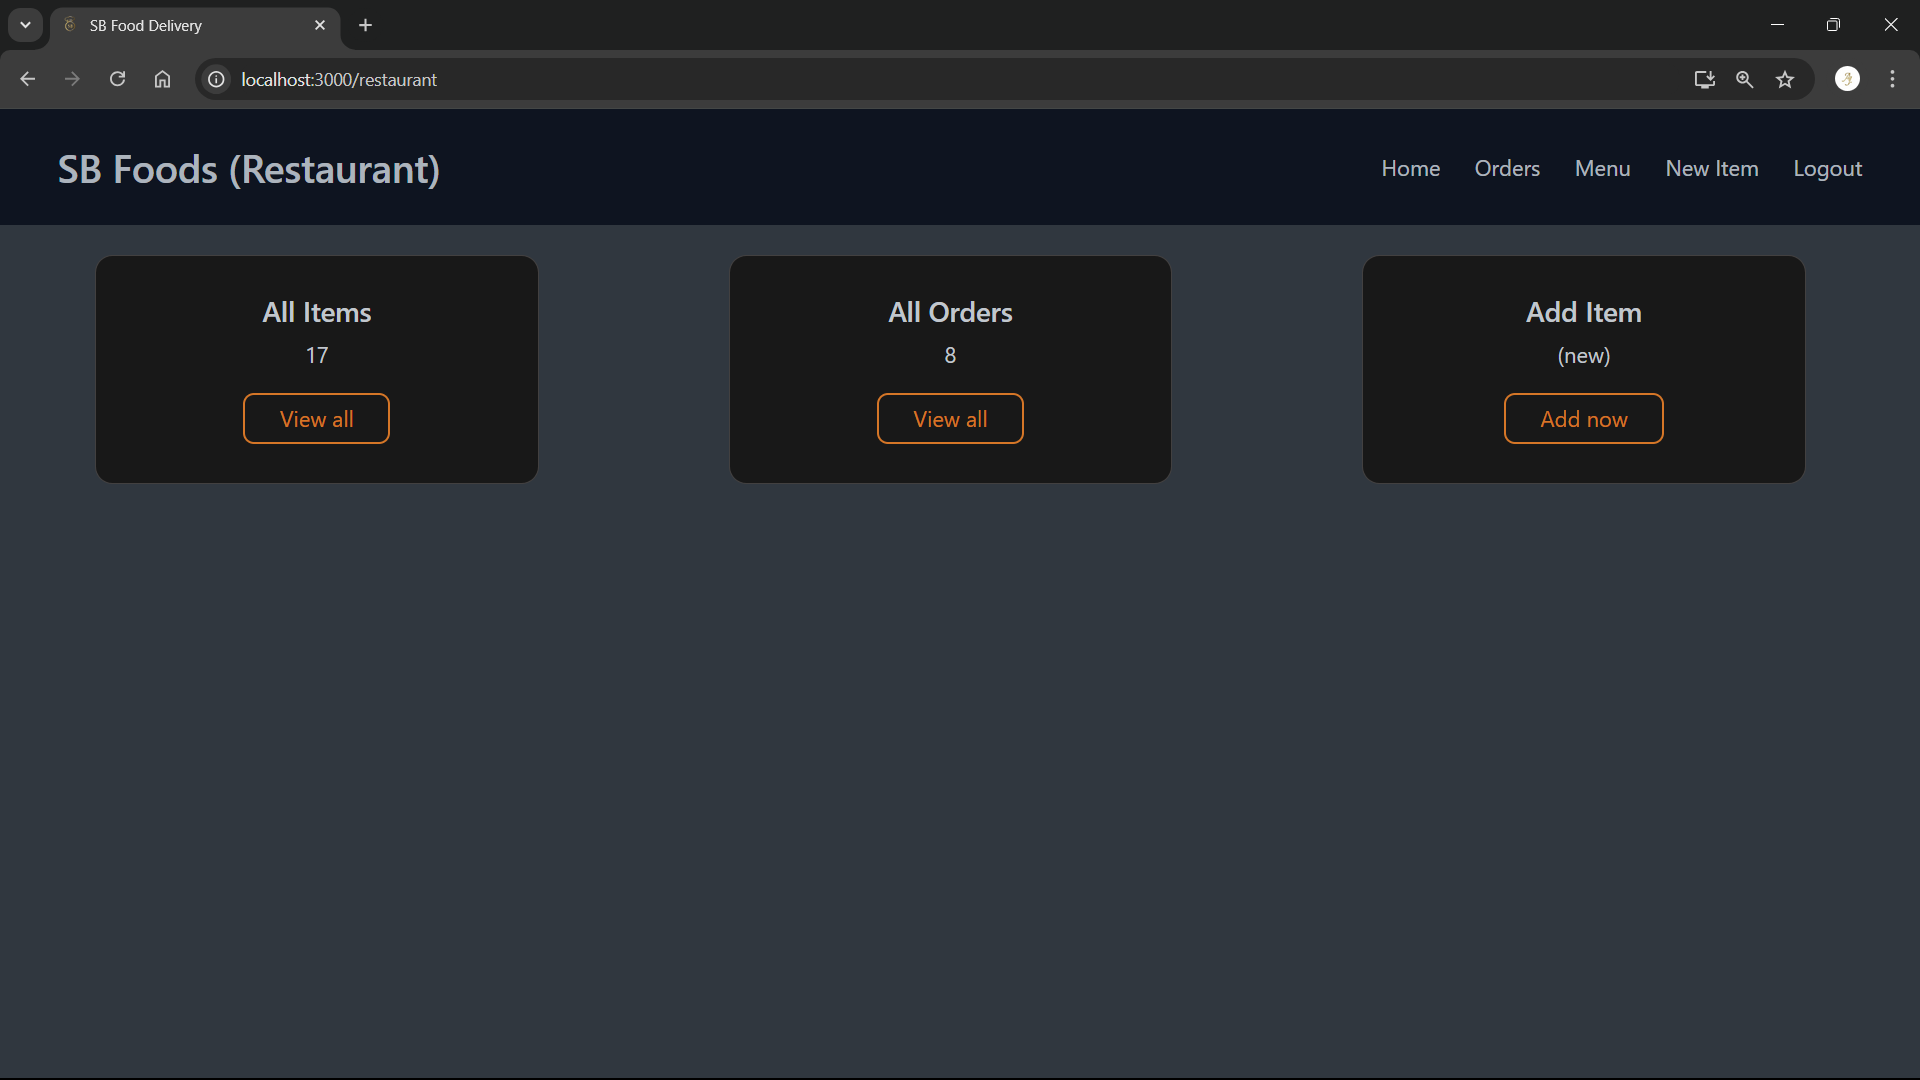 SB Food Delivery
localhost:3000/restaurant
SB Foods (Restaurant)
Home Orders Menu New Item Logout
All Items
17
View all
All Orders
8
View all
Add Item
(new)
Add now